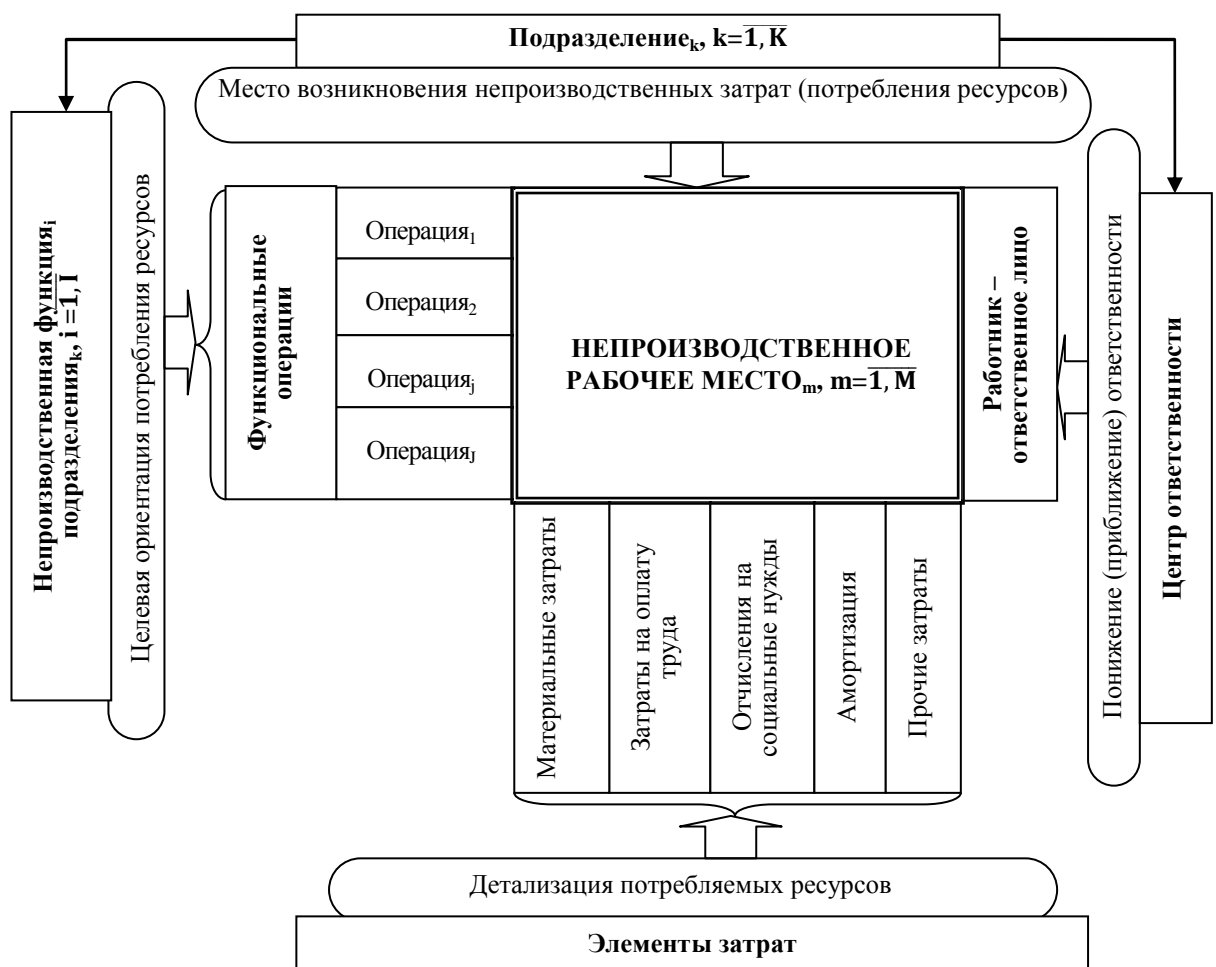 Подразделениеₖ, k=1, K
Место возникновения непроизводственных затрат (потребления ресурсов)
Непроизводственная функцияᵢ
подразделенияₖ, i =1, I
Целевая ориентация потребления ресурсов
Функциональные
операции
Операция₁
Операция₂
Операцияⱼ
ОперацияJ
НЕПРОИЗВОДСТВЕННОЕ
РАБОЧЕЕ МЕСТОₘ, m=1, M
Работник –
ответственное лицо
Понижение (приближение) ответственности
Центр ответственности
Материальные затраты
Затраты на оплату
труда
Отчисления на
социальные нужды
Амортизация
Прочие затраты
Детализация потребляемых ресурсов
Элементы затрат